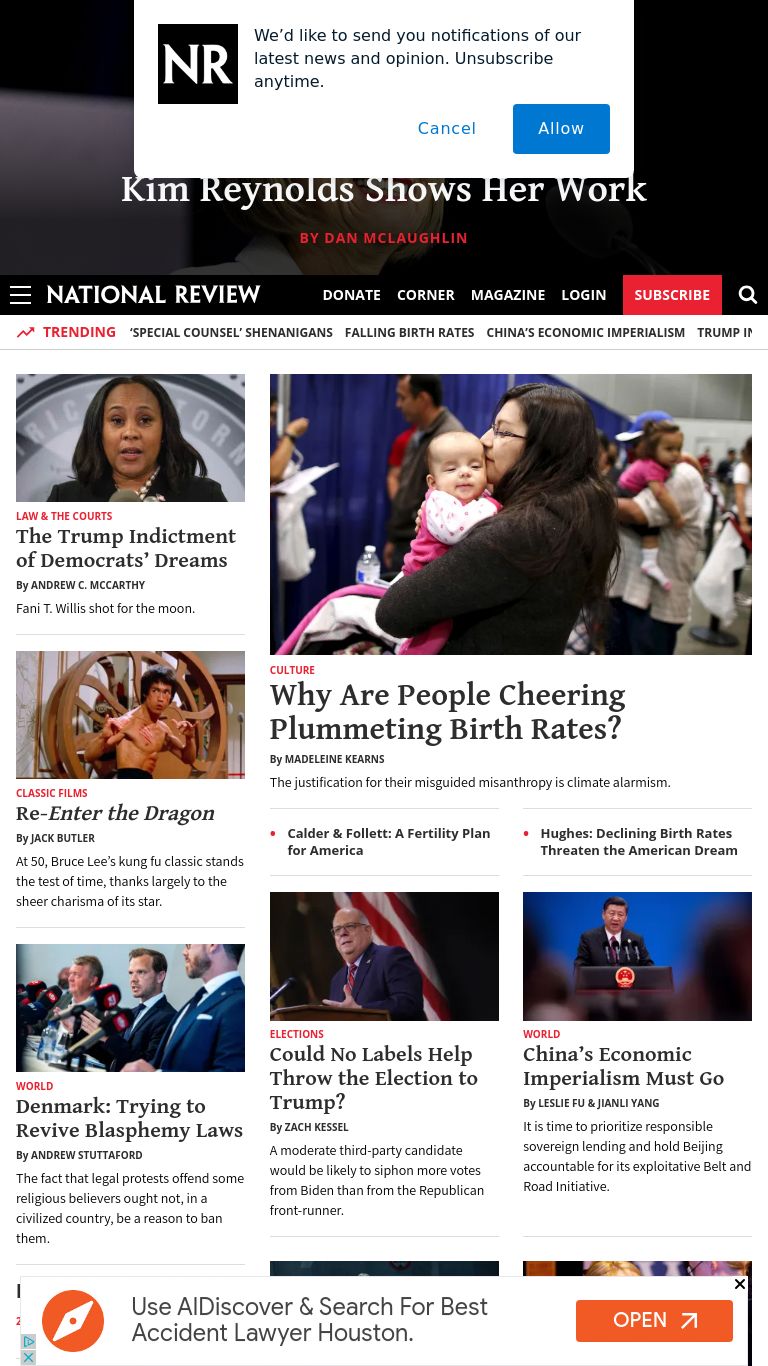 We’d like to send you notifications of our
latest news and opinion. Unsubscribe
anytime.
NR
Cancel
Allow
Kim Reynolds Shows Her Work
BY DAN MCLAUGHLIN
NATIONAL REVIEW
DONATE
CORNER
MAGAZINE
LOGIN
SUBSCRIBE
TRENDING
‘SPECIAL COUNSEL’ SHENANIGANS
FALLING BIRTH RATES
CHINA’S ECONOMIC IMPERIALISM
TRUMP
LAW & THE COURTS
The Trump Indictment
of Democrats’ Dreams
By ANDREW C. MCCARTHY
Fani T. Willis shot for the moon.
CLASSIC FILMS
Re-Enter the Dragon
By JACK BUTLER
At 50, Bruce Lee’s kung fu classic stands
the test of time, thanks largely to the
sheer charisma of its star.
WORLD
Denmark: Trying to
Revive Blasphemy Laws
By ANDREW STUTTAFORD
The fact that legal protests offend some
religious believers ought not, in a
civilized country, be a reason to ban
them.
CULTURE
Why Are People Cheering
Plummeting Birth Rates?
By MADELEINE KEARNS
The justification for their misguided misanthropy is climate alarmism.
• Calder & Follett: A Fertility Plan
for America
• Hughes: Declining Birth Rates
Threaten the American Dream
ELECTIONS
Could No Labels Help
Throw the Election to
Trump?
By ZACH KESSEL
A moderate third-party candidate
would be likely to siphon more votes
from Biden than from the Republican
front-runner.
WORLD
China’s Economic
Imperialism Must Go
By LESLIE FU & JIANLI YANG
It is time to prioritize responsible
sovereign lending and hold Beijing
accountable for its exploitative Belt and
Road Initiative.
Use AIDiscover & Search For Best
Accident Lawyer Houston.
OPEN